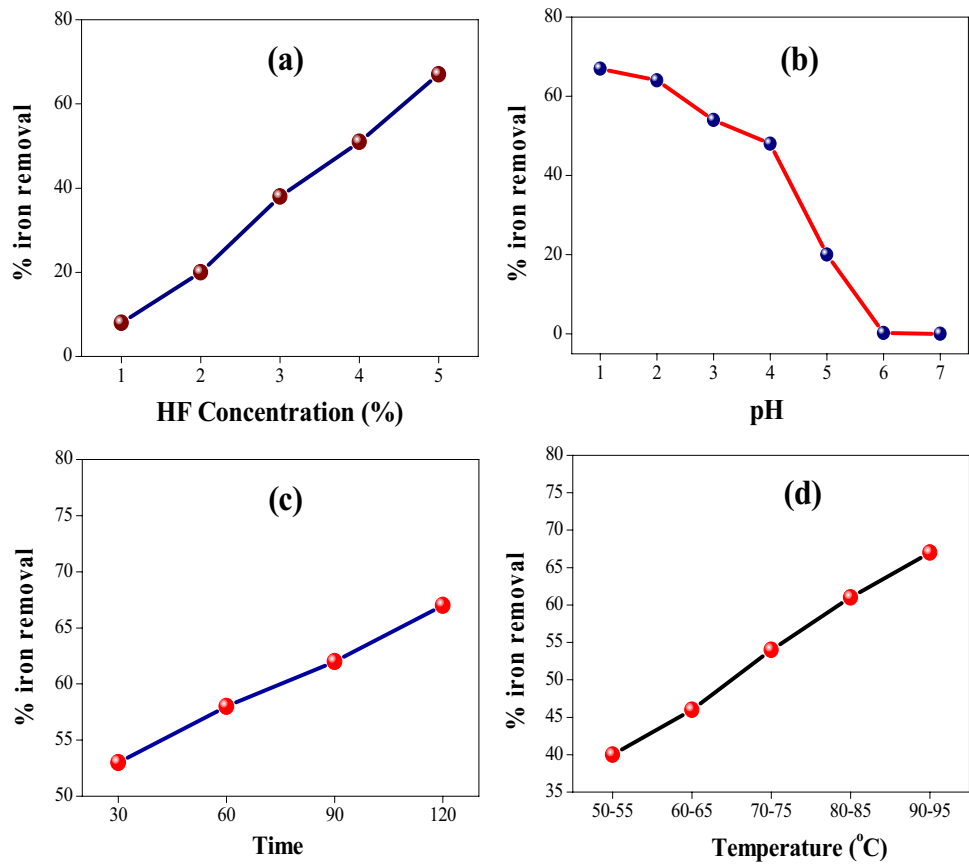 (a)
% iron removal
80
60
40
20
0
1 2 3 4 5
HF Concentration (%)
(b)
% iron removal
80
60
40
20
0
1 2 3 4 5 6 7
pH
(c)
% iron removal
80
75
70
65
60
55
50
30 60 90 120
Time
(d)
% iron removal
80
75
70
65
60
55
50
45
40
35
50-55 60-65 70-75 80-85 90-95
Temperature (°C)